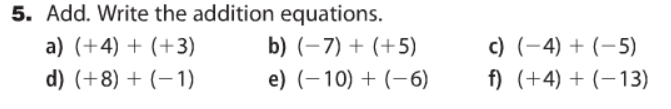 5. Add. Write the addition equations.
a) (+4) + (+3) b) (−7) + (+5) c) (−4) + (−5)
d) (+8) + (−1) e) (−10) + (−6) f) (+4) + (−13)